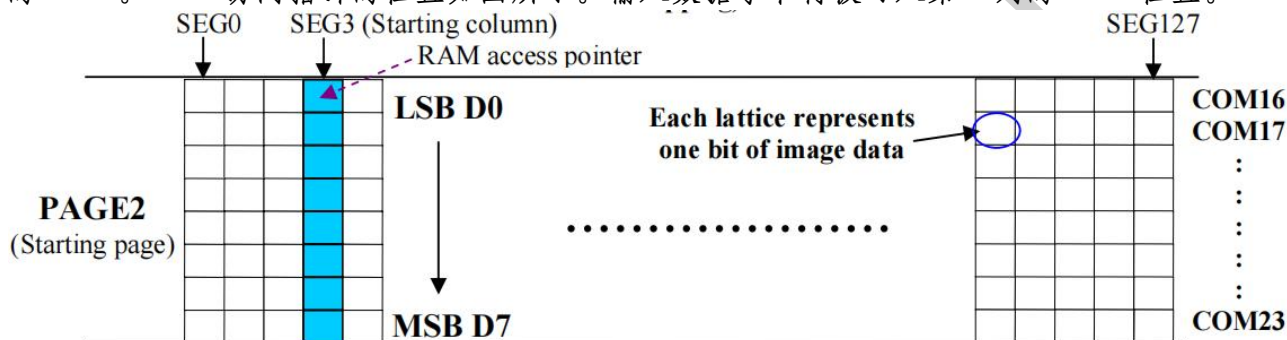 SEG0 SEG3 (Starting column) SEG127
RAM access pointer
LSB D0
Each lattice represents
one bit of image data
COM16
COM17
PAGE2
(Starting page)
MSB D7
COM23